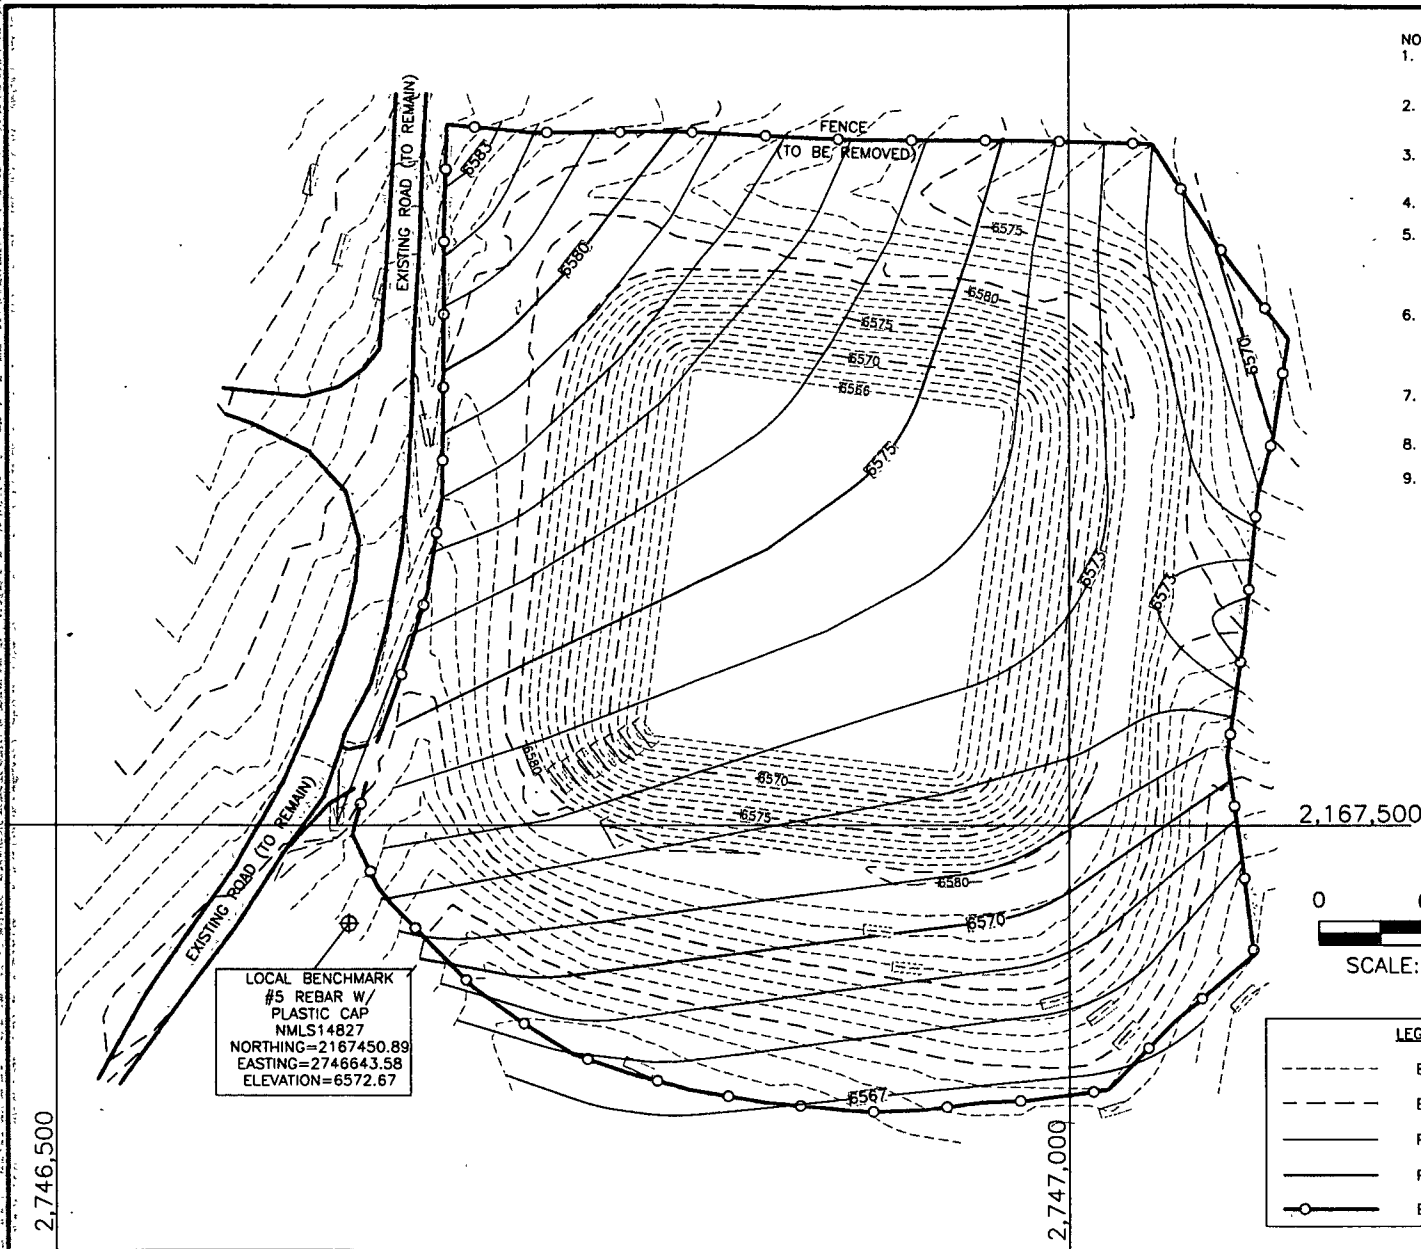 NO
1.
2.
3.
4.
5.
6.
7.
8.
9.
EXISTING ROAD (TO REMAIN)
6583
FENCE
(TO BE REMOVED)
6580
6575
6580
6575
6570
6566
6570
6575
6573
6573
6580
6570
6575
2,167,500
6580
6570
EXISTING ROAD (TO REMAIN)
LOCAL BENCHMARK
#5 REBAR W/
PLASTIC CAP
NMLS14827
NORTHING=2167450.89
EASTING=2746643.58
ELEVATION=6572.67
6567
0
SCALE:
LEG
E
E
F
F
E
2,746,500
2,747,000